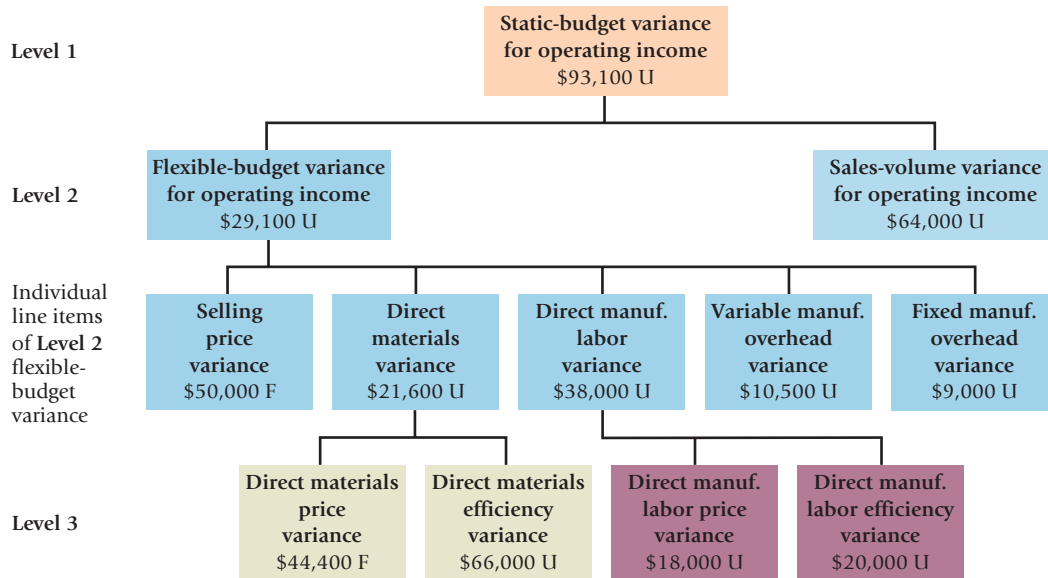 Level 1
Static-budget variance
for operating income
$93,100 U
Level 2
Flexible-budget variance
for operating income
$29,100 U
Sales-volume variance
for operating income
$64,000 U
Individual
line items
of Level 2
flexible-
budget
variance
Selling
price
variance
$50,000 F
Direct
materials
variance
$21,600 U
Direct manuf.
labor
variance
$38,000 U
Variable manuf.
overhead
variance
$10,500 U
Fixed manuf.
overhead
variance
$9,000 U
Level 3
Direct materials
price
variance
$44,400 F
Direct materials
efficiency
variance
$66,000 U
Direct manuf.
labor price
variance
$18,000 U
Direct manuf.
labor efficiency
variance
$20,000 U